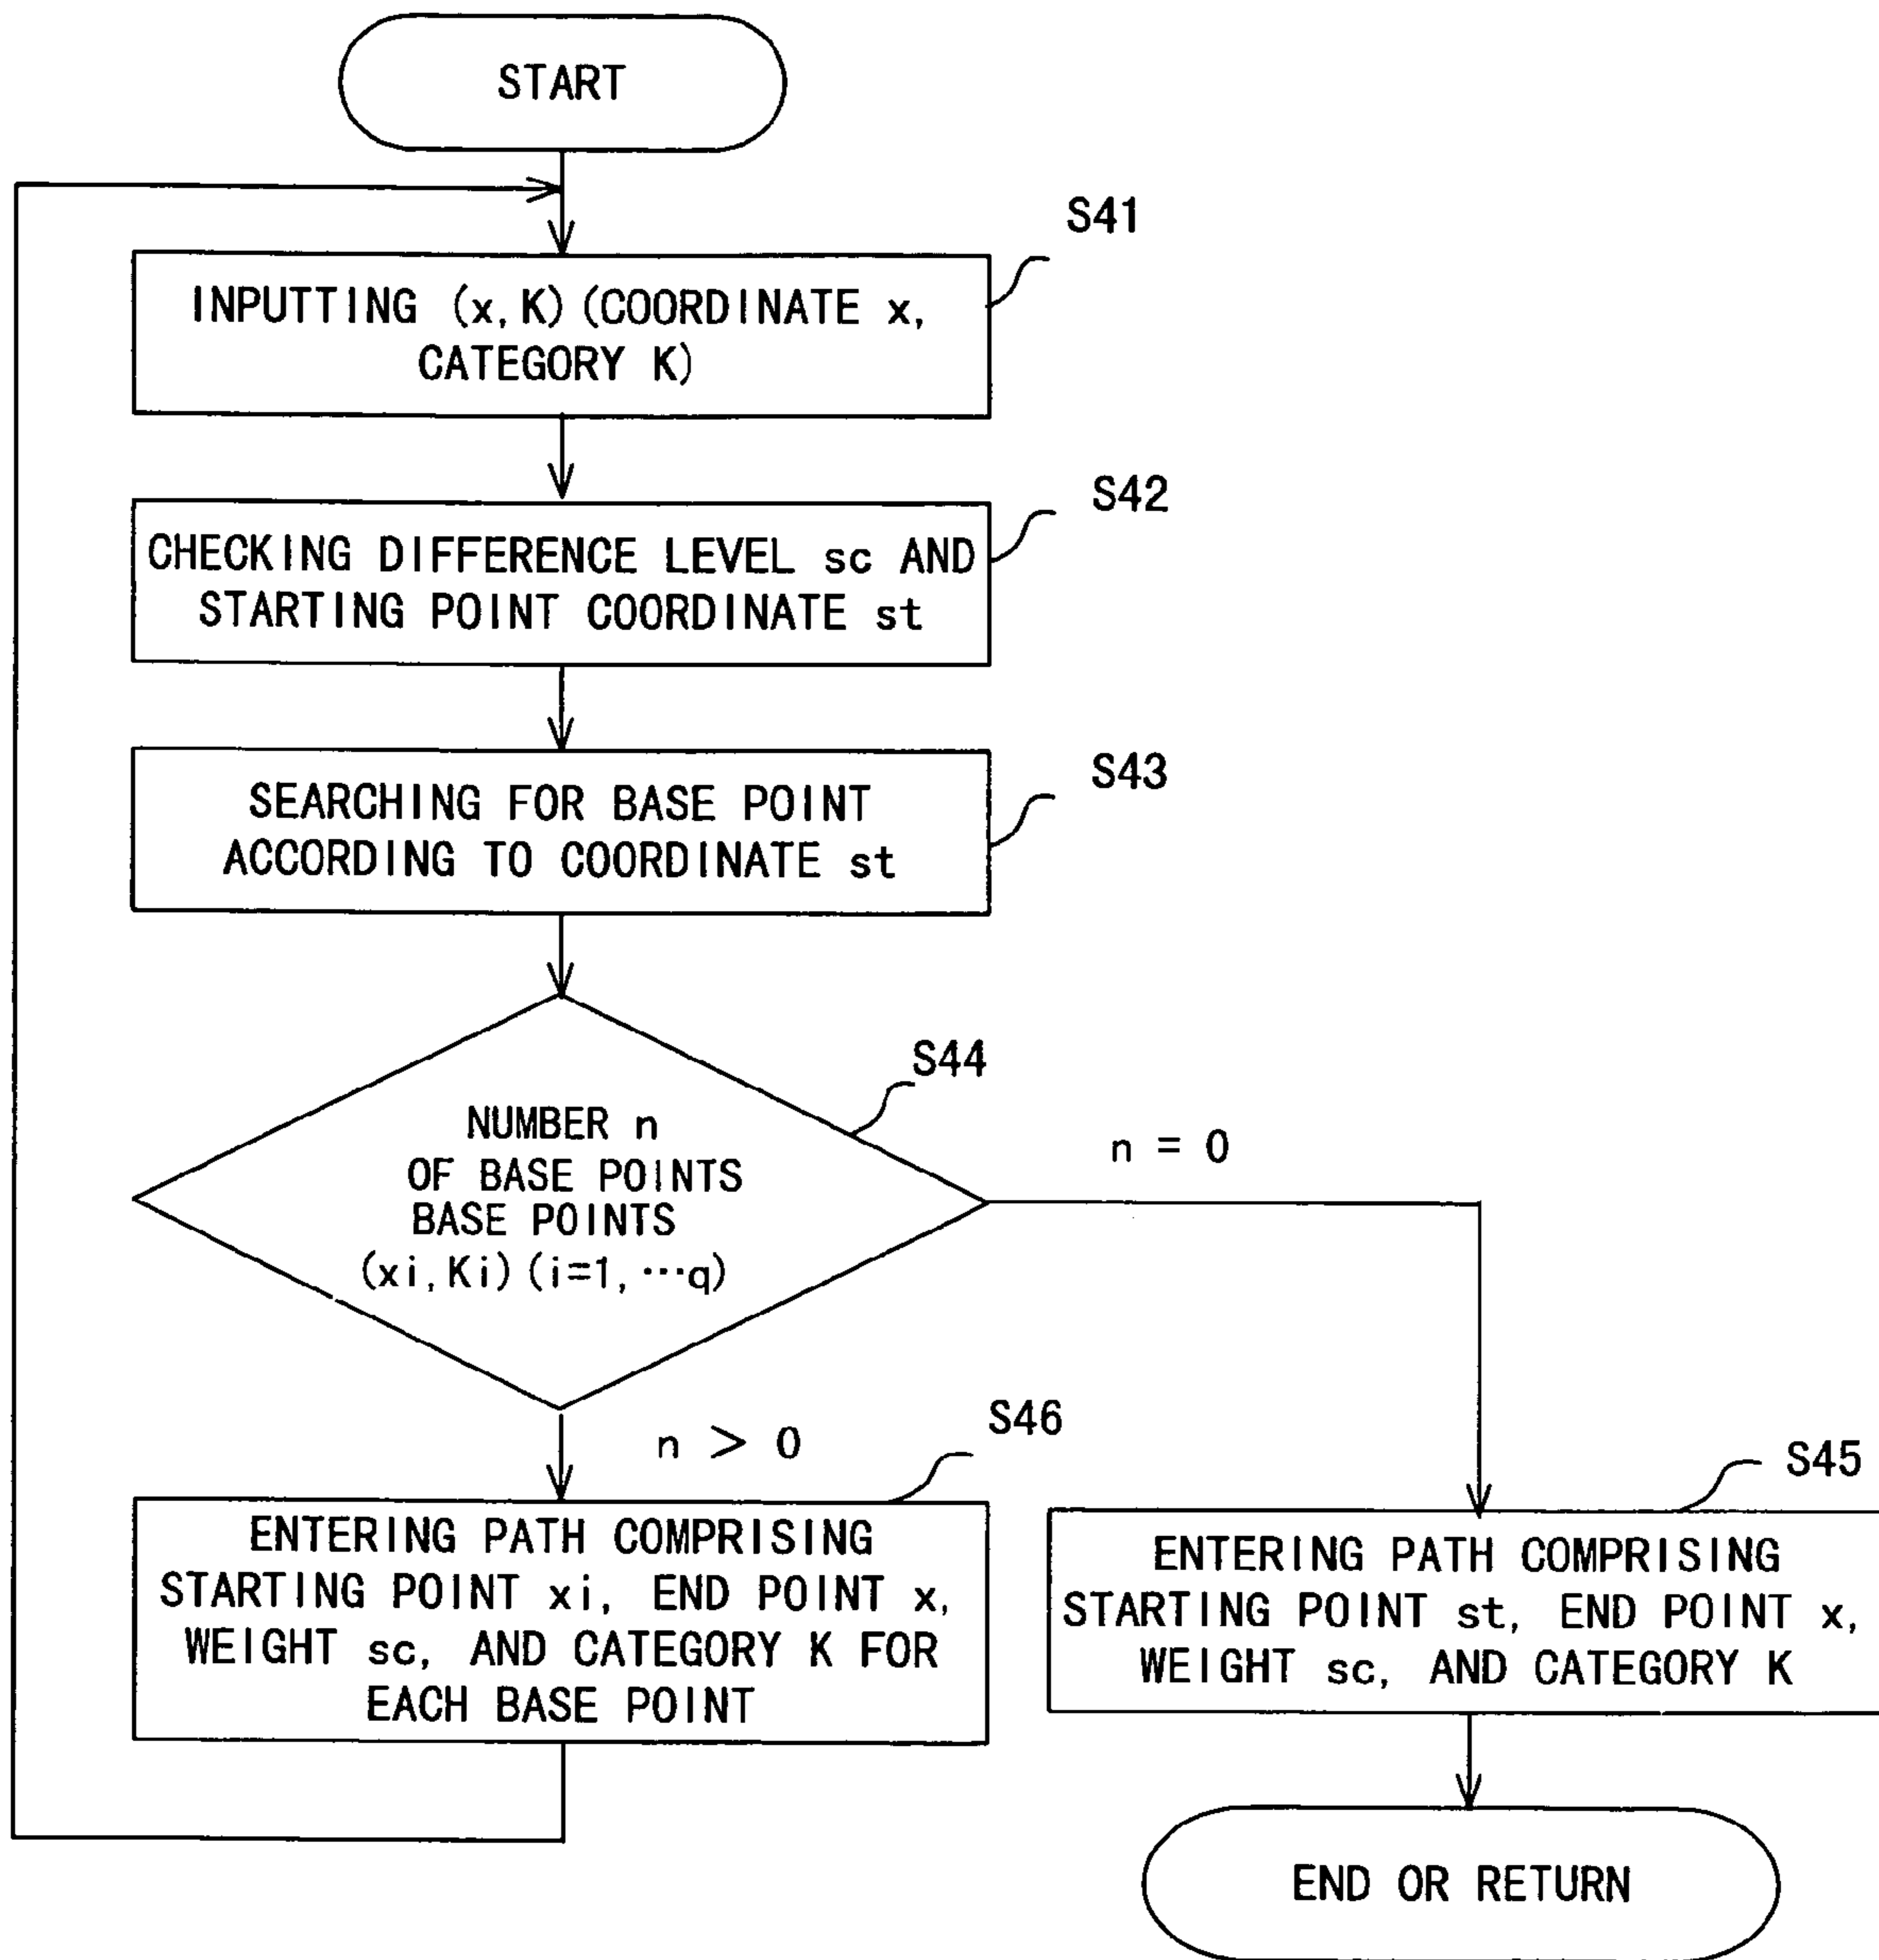 START
S41
INPUTTING (x, K) (COORDINATE x,
CATEGORY K)
S42
CHECKING DIFFERENCE LEVEL sc AND
STARTING POINT COORDINATE st
S43
SEARCHING FOR BASE POINT
ACCORDING TO COORDINATE st
S44
NUMBER n
OF BASE POINTS
BASE POINTS
(xi, Ki) (i=1, ···q)
n = 0
n > 0
S46
ENTERING PATH COMPRISING
STARTING POINT xi, END POINT x,
WEIGHT sc, AND CATEGORY K FOR
EACH BASE POINT
S45
ENTERING PATH COMPRISING
STARTING POINT st, END POINT x,
WEIGHT sc, AND CATEGORY K
END OR RETURN